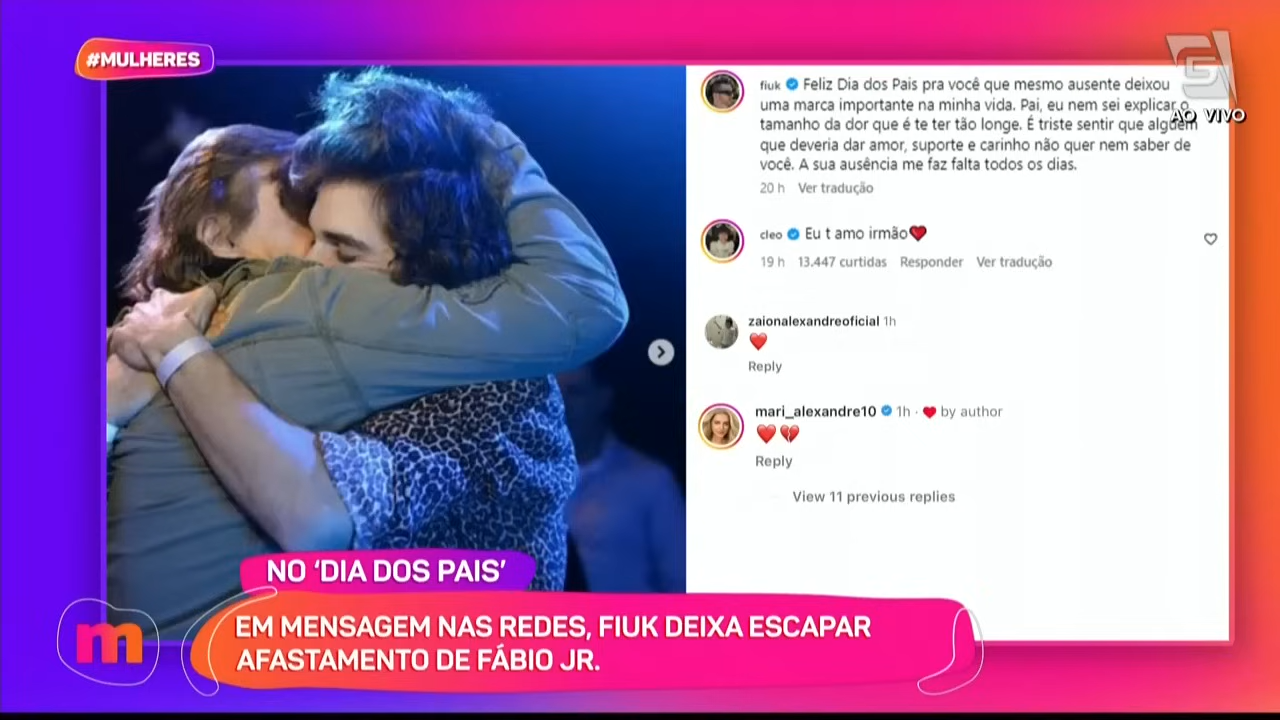 #MULHERES
fiuk Feliz Dia dos Pais pra você que mesmo ausente deixou
uma marca importante na minha vida. Pai, eu nem sei explicar o
tamanho da dor que é te ter tão longe. É triste sentir que alguém
que deveria dar amor, suporte e carinho não quer nem saber de
você. A sua ausência me faz falta todos os dias.
20 h Ver tradução
AO VIVO
cleo Eu t amo irmão❤
19 h 13.447 curtidas Responder Ver tradução
zaionalexandreoficial 1h
❤️
Reply
mari_alexandre10 1h · ❤ by author
❤️💔
Reply
View 11 previous replies
NO ‘DIA DOS PAIS’
m
EM MENSAGEM NAS REDES, FIUK DEIXA ESCAPAR
AFASTAMENTO DE FÁBIO JR.